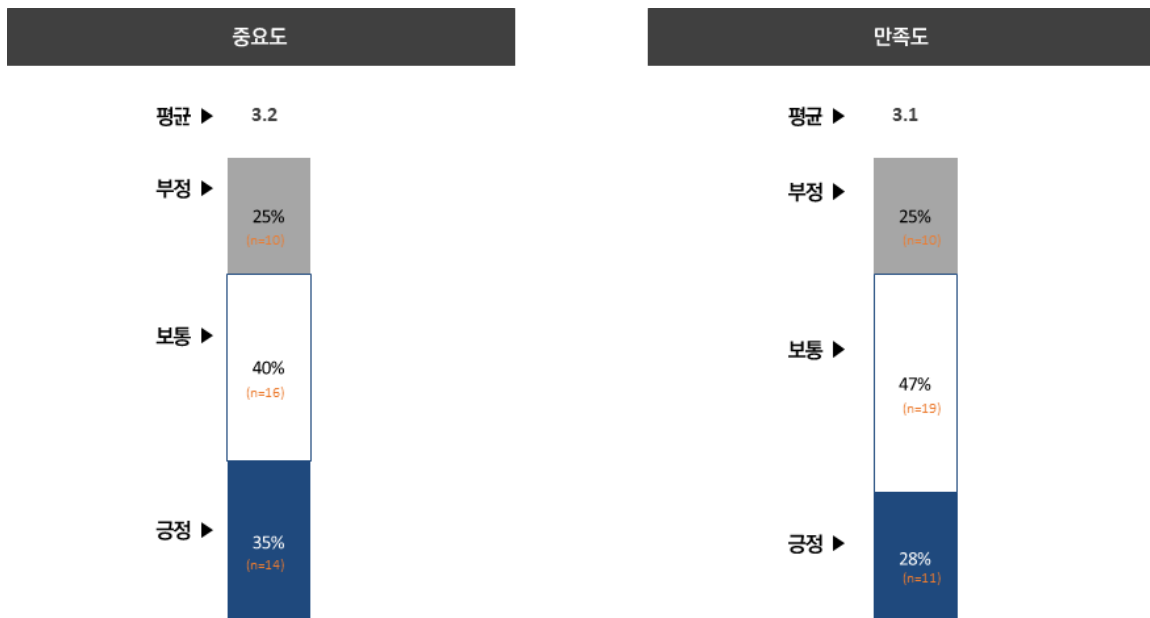 중요도
평균 ▶ 3.2
부정 ▶
25%
(n=10)
보통 ▶
40%
(n=16)
긍정 ▶
35%
(n=14)
만족도
평균 ▶ 3.1
부정 ▶
25%
(n=10)
보통 ▶
47%
(n=19)
긍정 ▶
28%
(n=11)